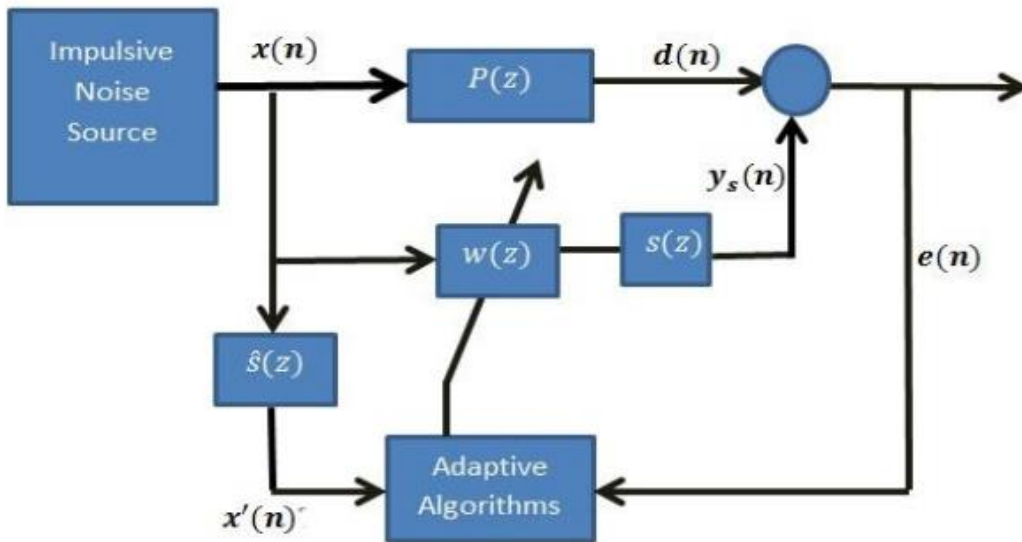 Impulsive
Noise
Source
x(n)
P(z)
d(n)
y_s(n)
w(z)
s(z)
e(n)
ŝ(z)
Adaptive
Algorithms
x'(n)